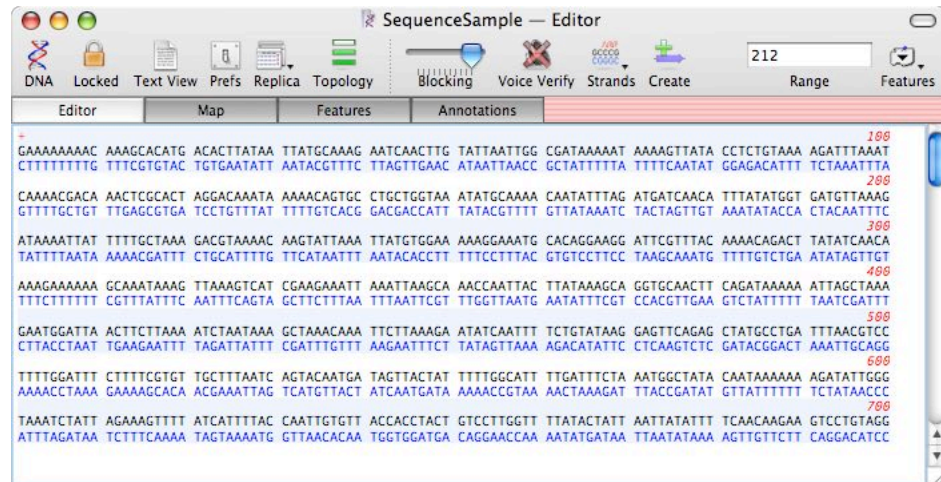 SequenceSample — Editor
212
DNA Locked Text View Prefs Replica Topology Blocking Voice Verify Strands Create Range Features
Editor Map Features Annotations
+ 100
GAAAAAAAAC AAAGCACATG ACACTTATAA TTATGCAAAG AATCAACTTG TATTAATTGG CGATAAAAAT AAAAGTTATA CCTCTGTAAA AGATTTAAAT
CTTTTTTTTG TTTCGTGTAC TGTGAATATT AATACGTTTC TTAGTTGAAC ATAATTAACC GCTATTTTTA TTTTCAATAT GGAGACATTT TCTAAATTTA
200
CAAAACGACA AACTCGCACT AGGACAAATA AAAACAGTGC CTGCTGGTAA ATATGCAAAA CAATATTTAG ATGATCAACA TTTATATGGT GATGTTAAAG
GTTTTGCTGT TTGAGCGTGA TCCTGTTTAT TTTTGTCACG GACGACCATT TATACGTTTT GTTATAAATC TACTAGTTGT AAATATACCA CTACAATTTC
300
ATAAAATTAT TTTTGCTAAA GACGTAAAAC AAGTATTAAA TTATGTGGAA AAAGGAAATG CACAGGAAGG ATTCGTTTAC AAAACAGACT TATATCAACA
TATTTTAATA AAAACGATTT CTGCATTTTG TTCATAATTT AATACACCTT TTTCCTTTAC GTGTCCTTCC TAAGCAAATG TTTTGTCTGA ATATAGTTGT
400
AAAGAAAAAA GCAAATAAAG TTAAAGTCAT CGAAGAAATT AAATTAAGCA AACCAATTAC TTATAAAGCA GGTGCAACTT CAGATAAAAA ATTAGCTAAA
TTTCTTTTTT CGTTTATTTC AATTTCAGTA GCTTCTTTAA TTTAATTCGT TTGGTTAATG AATATTTCGT CCACGTTGAA GTCTATTTTT TAATCGATTT
500
GAATGGATTA ACTTCTTAAA ATCTAATAAA GCTAAACAAA TTCTTAAAGA ATATCAATTT TCTGTATAAG GAGTTCAGAG CTATGCCTGA TTTAACGTCC
CTTACCTAAT TGAAGAATTT TAGATTATTT CGATTTGTTT AAGAATTTCT TATAGTTAAA AGACATATTC CTCAAGTCTC GATACGGACT AAATTGCAGG
600
TTTTGGATTT CTTTTCGTGT TGCTTTAATC AGTACAATGA TAGTTACTAT TTTTGGCATT TTGATTTCTA AATGGCTATA CAATAAAAAA AGATATTGGG
AAAACCTAAA GAAAAGCACA ACGAAATTAG TCATGTTACT ATCAATGATA AAAACCGTAA AACTAAAGAT TTACCGATAT GTTATTTTTT TCTATAACCC
700
TAAATCTATT AGAAAGTTTT ATCATTTTAC CAATTGTGTT ACCACCTACT GTCCTTGGTT TTATACTATT AATTATATTT TCAACAAGAA GTCCTGTAGG
ATTTAGATAA TCTTTCAAAA TAGTAAAATG GTTAACACAA TGGTGGATGA CAGGAACCAA AATATGATAA TTAATATAAA AGTTGTTCTT CAGGACATCC